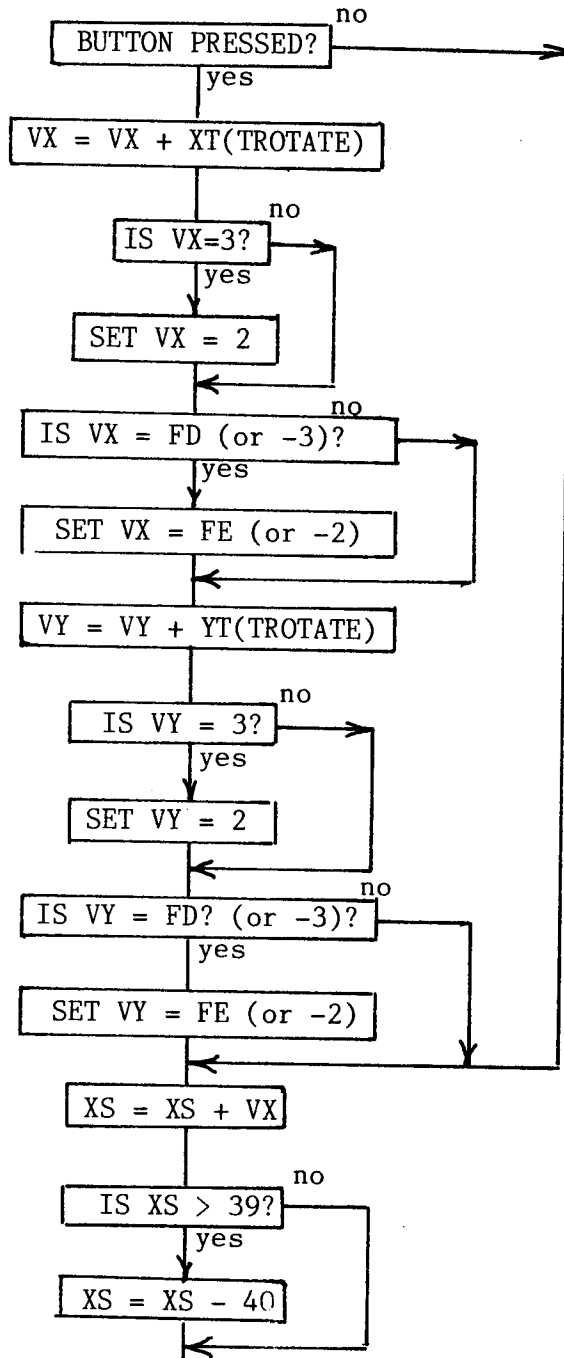 no
BUTTON PRESSED?
yes
VX = VX + XT(TROTATE)
no
IS VX=3?
yes
SET VX = 2
no
IS VX = FD (or -3)?
yes
SET VX = FE (or -2)
VY = VY + YT(TROTATE)
no
IS VY = 3?
yes
SET VY = 2
no
IS VY = FD? (or -3)?
yes
SET VY = FE (or -2)
XS = XS + VX
no
IS XS > 39?
yes
XS = XS - 40